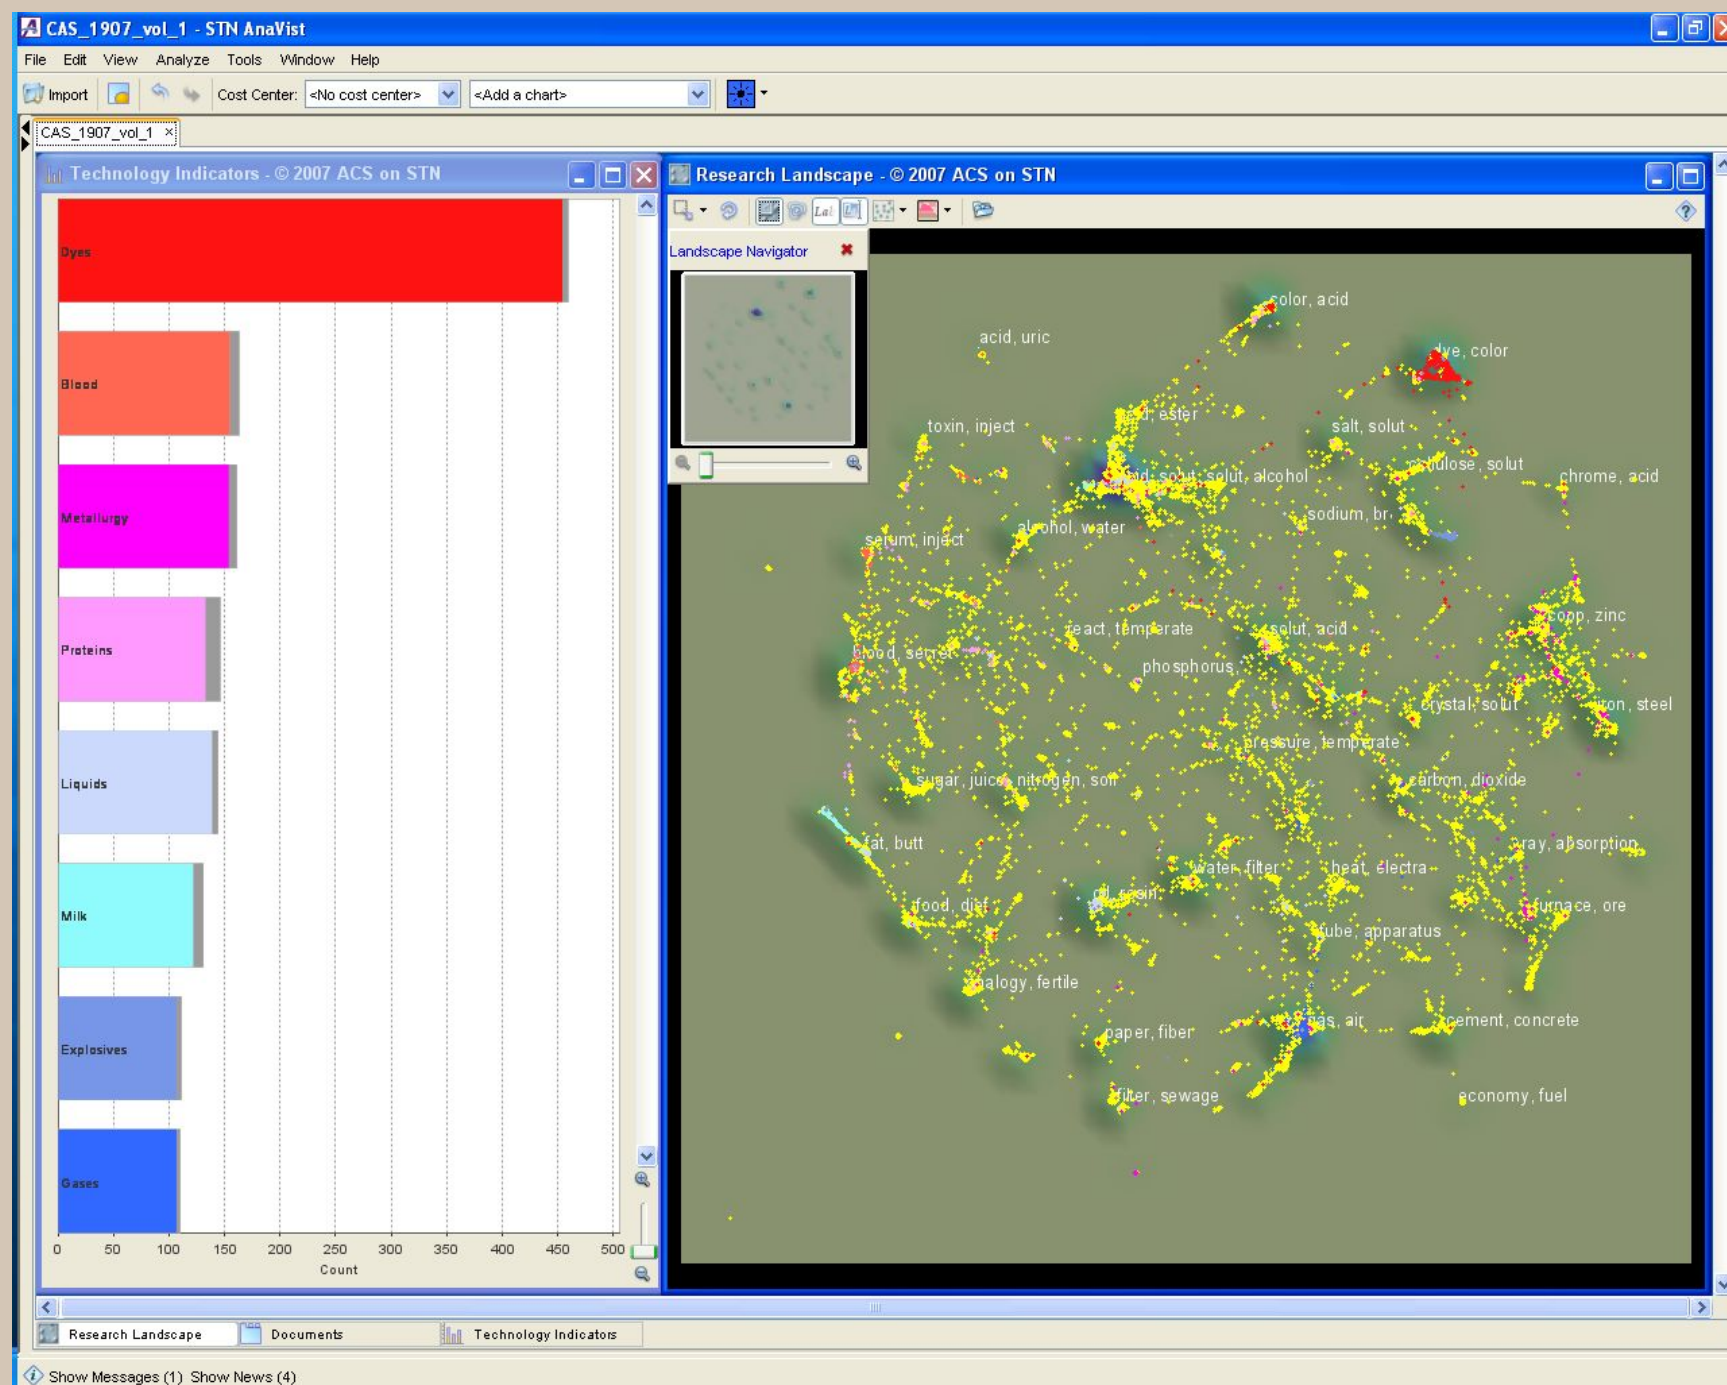 CAS_1907_vol_1 - STN AnaVist
File Edit View Analyze Tools Window Help
Import Cost Center: <No cost center> <Add a chart>
CAS_1907_vol_1
Technology Indicators - © 2007 ACS on STN
Dyes
Blood
Metallurgy
Proteins
Liquids
Milk
Explosives
Gases
0 50 100 150 200 250 300 350 400 450 500
Count
Research Landscape - © 2007 ACS on STN
Lab
Landscape Navigator
color, acid
acid, uric
dye, color
ester
toxin, inject
salt, solut
solut, alcohol
solut
chrome, acid
sodium, br
alcohol, water
serum, inject
zinc
react, temperate
solut, acid
blood, secret
phosphorus,
crystal, solut
iron, steel
pressure, temperate
sugar, juice
nitrogen, soil
carbon, dioxide
fat, butt
ray, absorption
water, filter
heat, electra
resin
food, dief
furnace, ore
tube, apparatus
fertile
gas, air
cement, concrete
paper, fiber
filter, sewage
economy, fuel
Research Landscape Documents Technology Indicators
Show Messages (1) Show News (4)